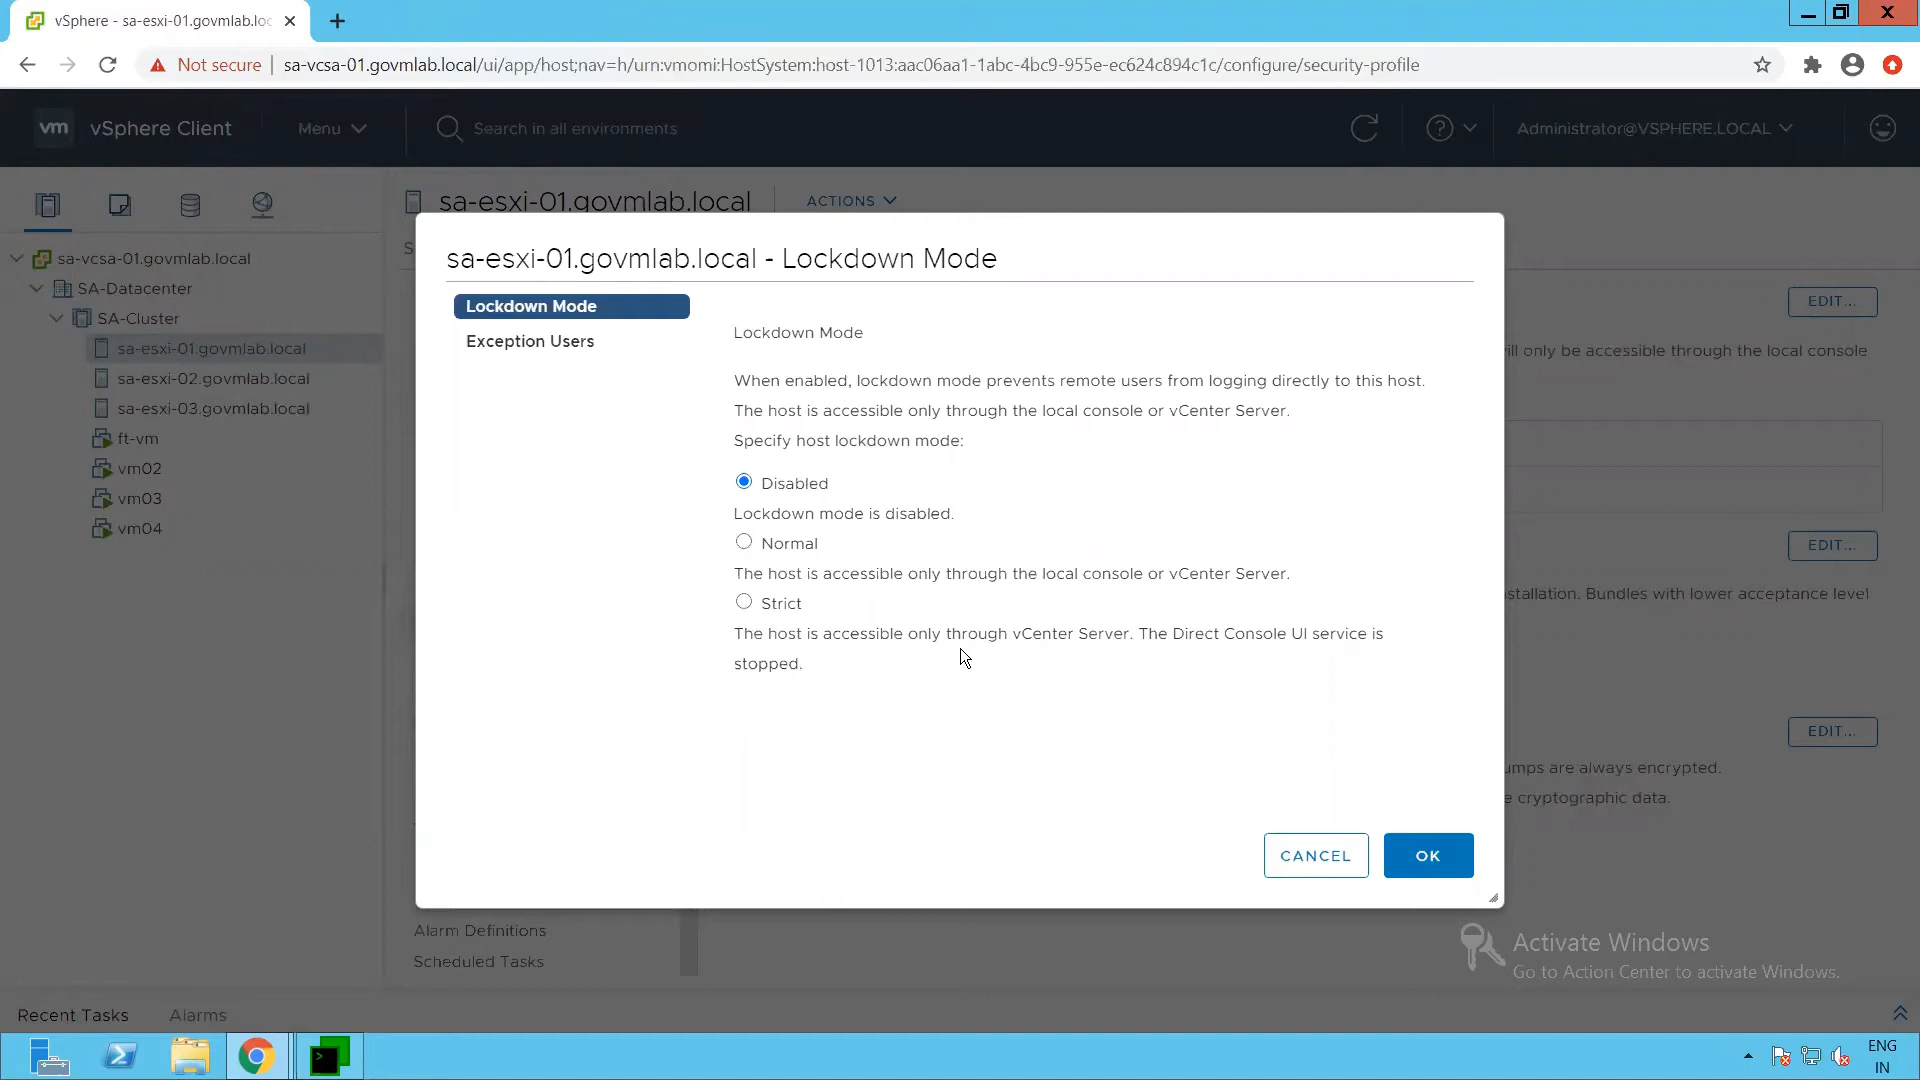 vSphere - sa-esxi-01.govmlab.loc
Not secure
sa-vcsa-01.govmlab.local/ui/app/host;nav=h/urn:vmomi:HostSystem:host-1013:aac06aa1-1abc-4bc9-955e-ec624c894c1c/configure/security-profile
vm
vSphere Client
Menu
Search in all environments
Administrator@VSPHERE.LOCAL
sa-esxi-01.govmlab.local
ACTIONS
sa-vcsa-01.govmlab.local
SA-Datacenter
SA-Cluster
sa-esxi-01.govmlab.local
sa-esxi-02.govmlab.local
sa-esxi-03.govmlab.local
ft-vm
vm02
vm03
vm04
sa-esxi-01.govmlab.local - Lockdown Mode
Lockdown Mode
Exception Users
Lockdown Mode
When enabled, lockdown mode prevents remote users from logging directly to this host.
The host is accessible only through the local console or vCenter Server.
Specify host lockdown mode:
Disabled
Lockdown mode is disabled.
Normal
The host is accessible only through the local console or vCenter Server.
Strict
The host is accessible only through vCenter Server. The Direct Console UI service is
stopped.
CANCEL
OK
EDIT...
ill only be accessible through the local console
EDIT...
stallation. Bundles with lower acceptance level
EDIT...
umps are always encrypted.
e cryptographic data.
Alarm Definitions
Scheduled Tasks
Activate Windows
Go to Action Center to activate Windows.
Recent Tasks
Alarms
ENG
IN